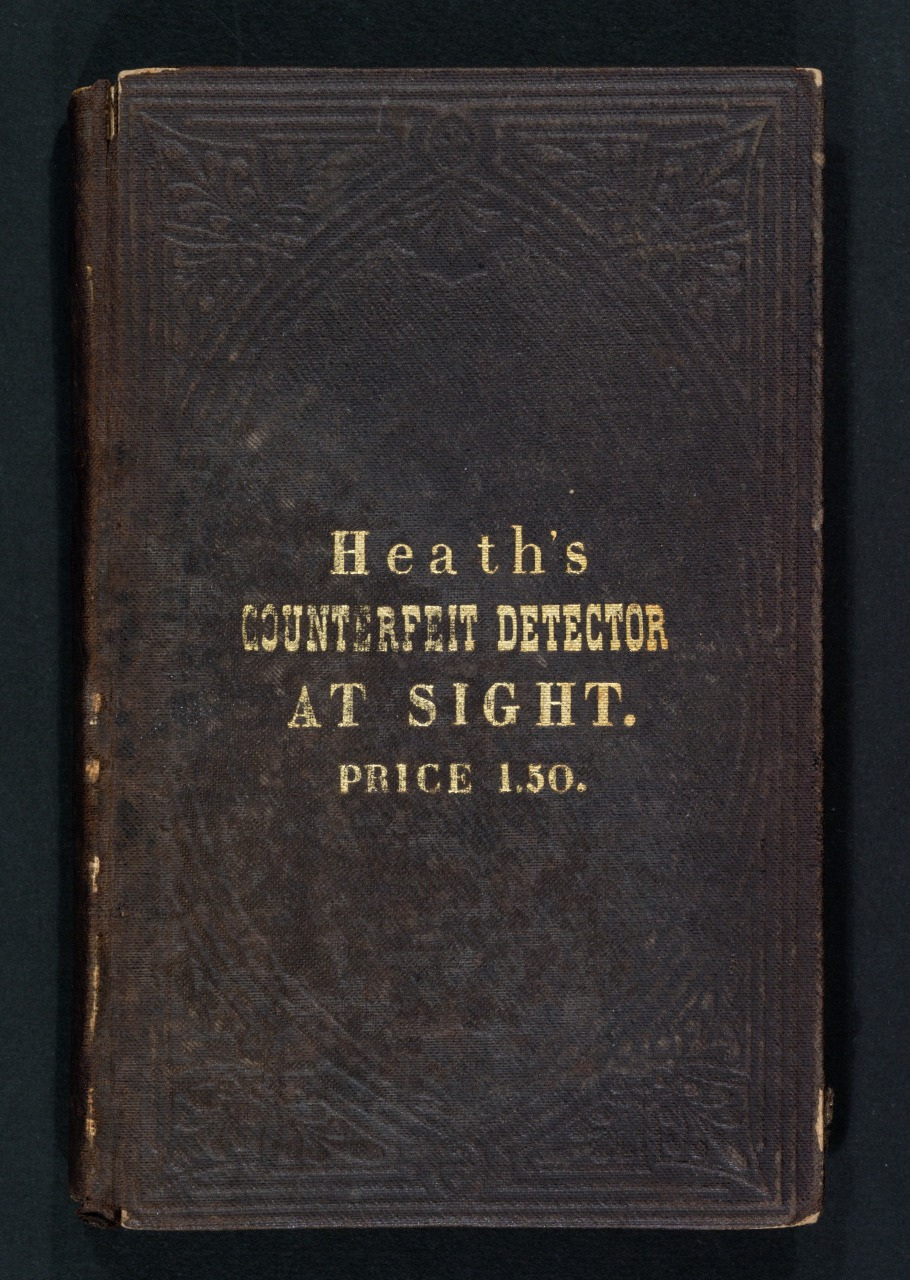 Heath's
COUNTERFEIT DETECTOR
AT SIGHT.
PRICE 1.50.